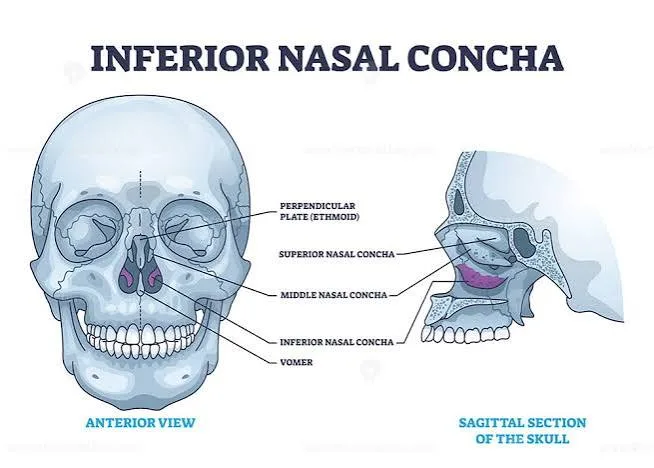 INFERIOR NASAL CONCHA
PERPENDICULAR
PLATE (ETHMOID)
SUPERIOR NASAL CONCHA
MIDDLE NASAL CONCHA
INFERIOR NASAL CONCHA
VOMER
ANTERIOR VIEW
SAGITTAL SECTION
OF THE SKULL